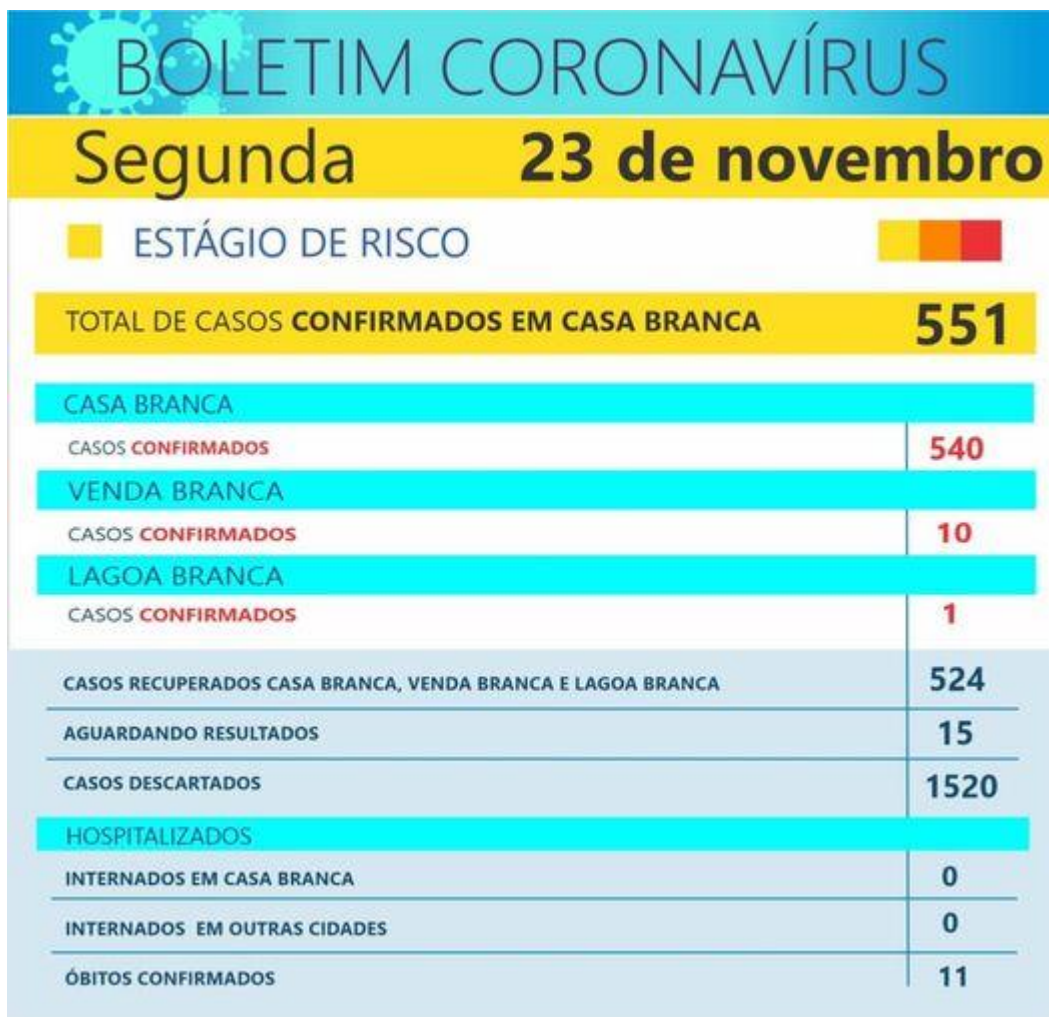 BOLETIM CORONAVÍRUS
Segunda 23 de novembro
ESTÁGIO DE RISCO
TOTAL DE CASOS CONFIRMADOS EM CASA BRANCA 551
CASA BRANCA
CASOS CONFIRMADOS 540
VENDA BRANCA
CASOS CONFIRMADOS 10
LAGOA BRANCA
CASOS CONFIRMADOS 1
CASOS RECUPERADOS CASA BRANCA, VENDA BRANCA E LAGOA BRANCA 524
AGUARDANDO RESULTADOS 15
CASOS DESCARTADOS 1520
HOSPITALIZADOS
INTERNADOS EM CASA BRANCA 0
INTERNADOS EM OUTRAS CIDADES 0
ÓBITOS CONFIRMADOS 11